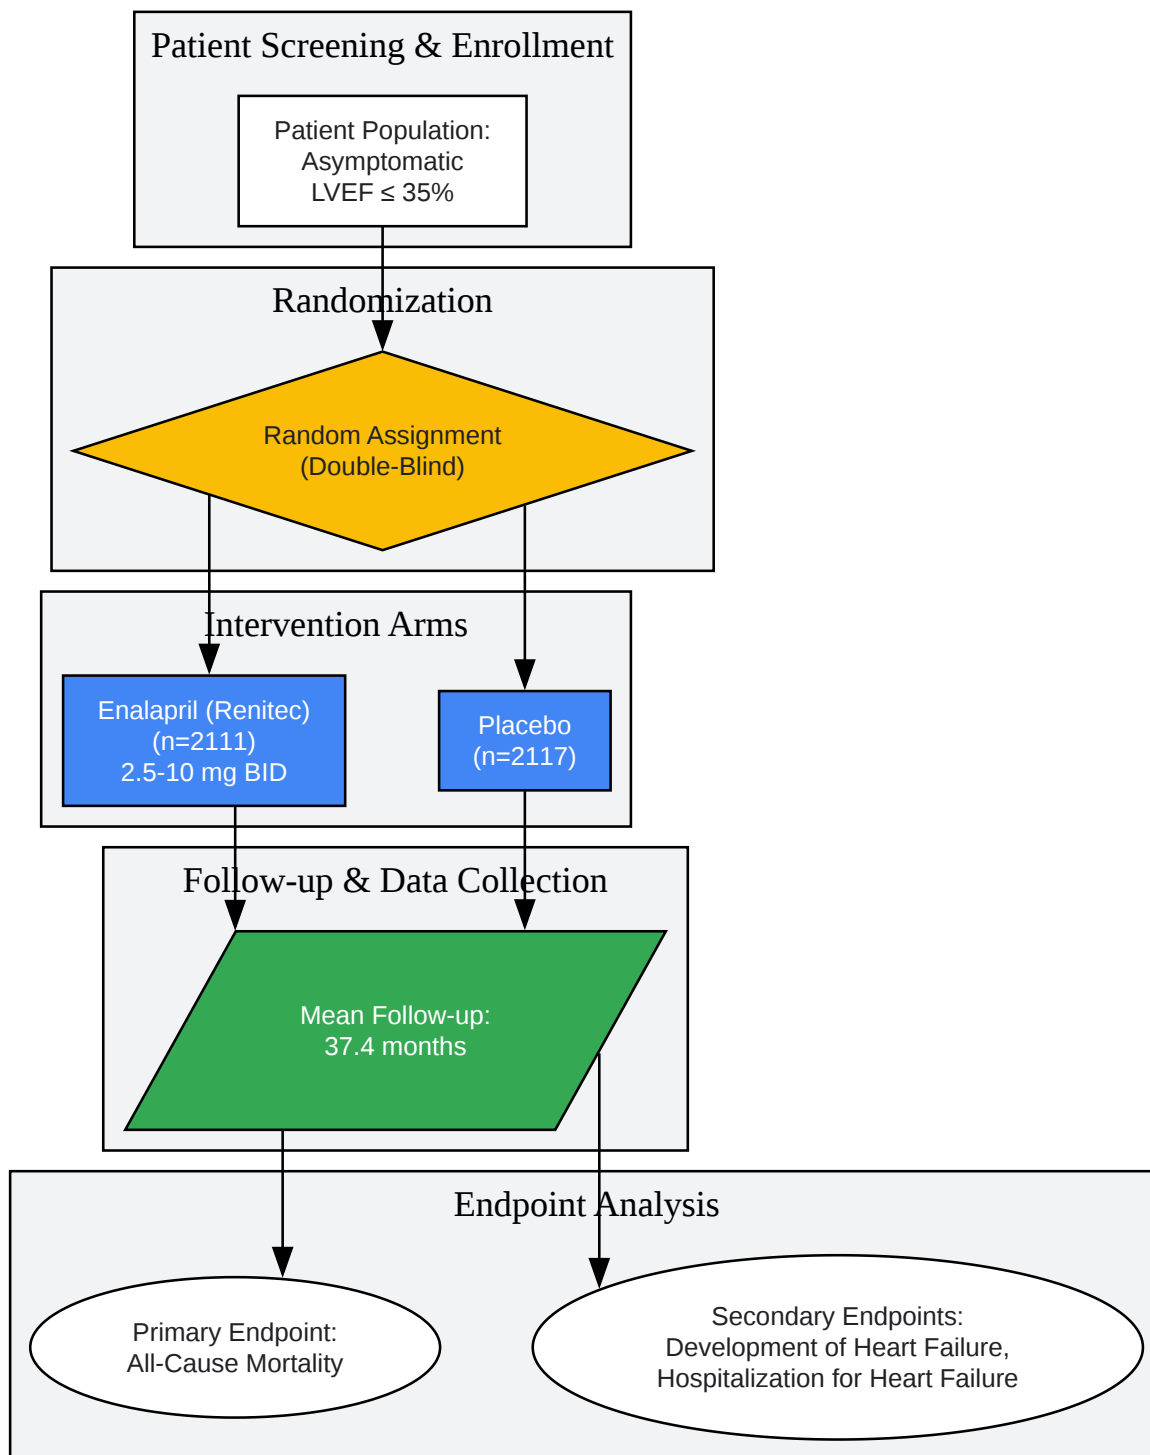 Patient Screening & Enrollment
Patient Population:
Asymptomatic
LVEF ≤ 35%
Randomization
Random Assignment
(Double-Blind)
Intervention Arms
Enalapril (Renitec)
(n=2111)
2.5-10 mg BID
Placebo
(n=2117)
Follow-up & Data Collection
Mean Follow-up:
37.4 months
Endpoint Analysis
Primary Endpoint:
All-Cause Mortality
Secondary Endpoints:
Development of Heart Failure,
Hospitalization for Heart Failure